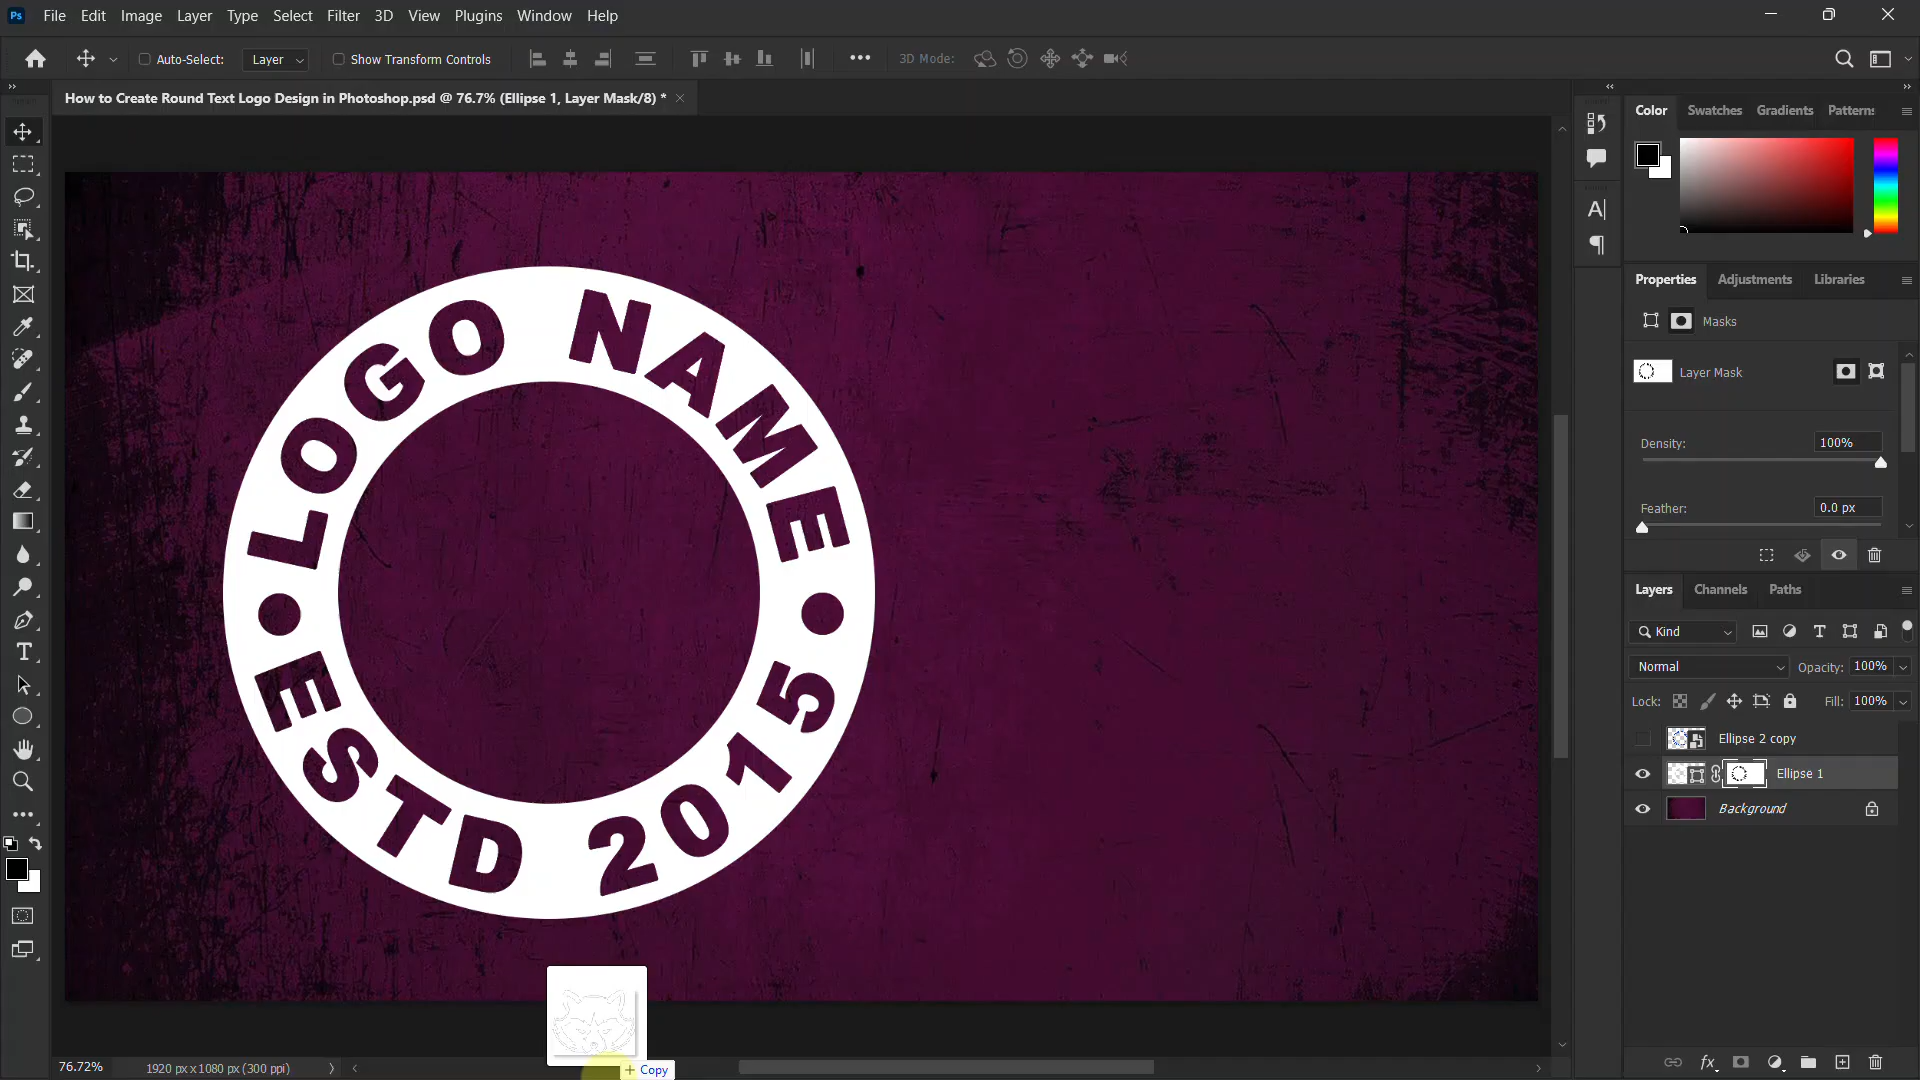 Ps File Edit Image Layer Type Select Filter 3D View Plugins Window Help
Auto-Select: Layer Show Transform Controls 3D Mode:
How to Create Round Text Logo Design in Photoshop.psd @ 76.7% (Ellipse 1, Layer Mask/8) *
Color Swatches Gradients Patterns
Properties Adjustments Libraries
Masks
Layer Mask
Density: 100%
Feather: 0.0 px
Layers Channels Paths
Kind
Normal Opacity: 100%
Lock: Fill: 100%
Ellipse 2 copy
Ellipse 1
Background
LOGO NAME
ESTD 2015
+ Copy
76.72% 1920 px x 1080 px (300 ppi)